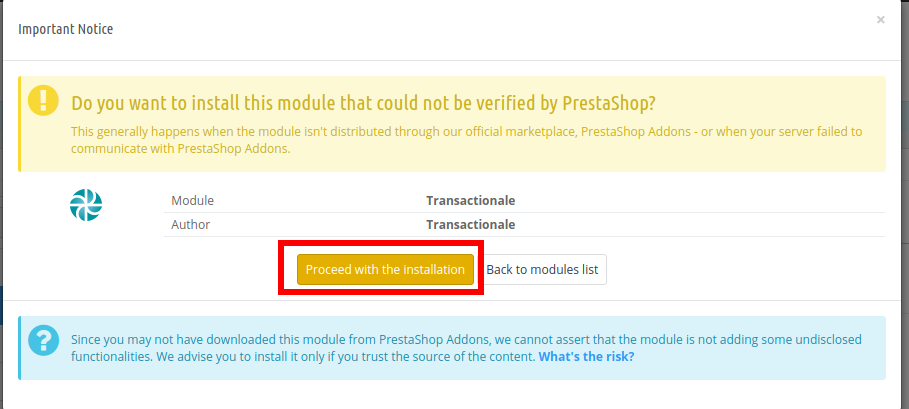 Important Notice
×
Do you want to install this module that could not be verified by PrestaShop?
This generally happens when the module isn't distributed through our official marketplace, PrestaShop Addons - or when your server failed to
communicate with PrestaShop Addons.
Module Transactionale
Author Transactionale
Proceed with the installation Back to modules list
Since you may not have downloaded this module from PrestaShop Addons, we cannot assert that the module is not adding some undisclosed
functionalities. We advise you to install it only if you trust the source of the content. What's the risk?